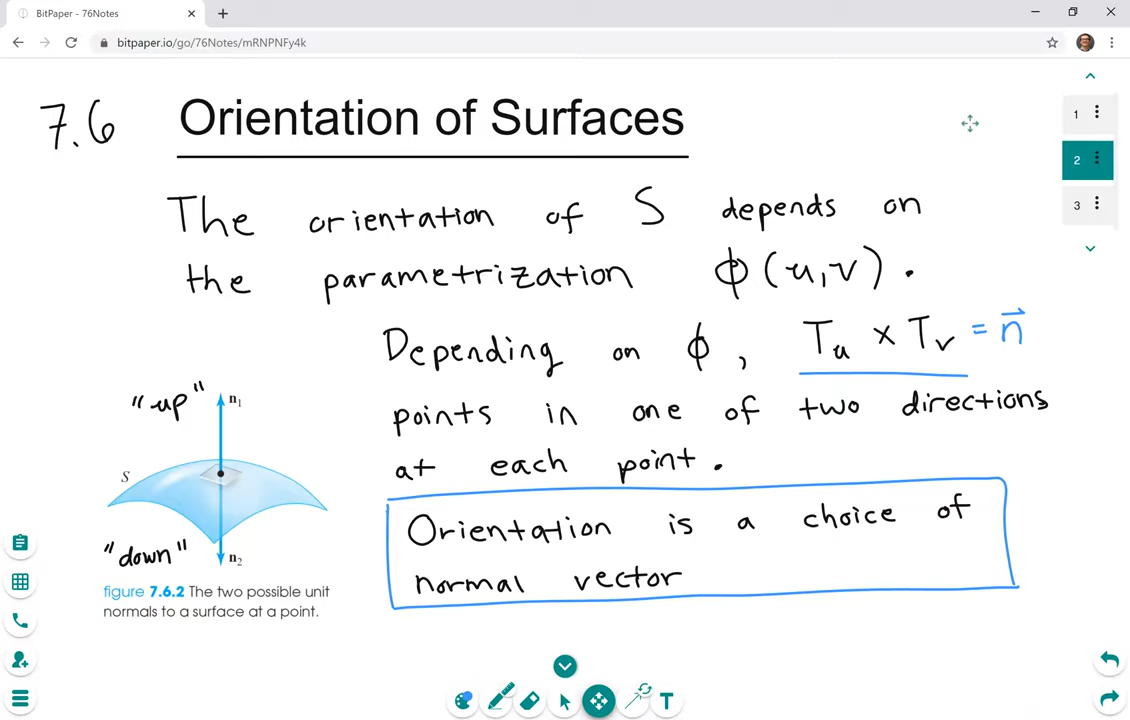 BitPaper - 76Notes
bitpaper.io/go/76Notes/mRNPNFy4k
7.6 Orientation of Surfaces
The orientation of S depends on
the parametrization Φ(u,v).
Depending on Φ, Tu × Tv = n⃗
points in one of two directions
at each point.
Orientation is a choice of
normal vector
"up"
n1
S
"down"
n2
figure 7.6.2 The two possible unit
normals to a surface at a point.
1
2
3
T